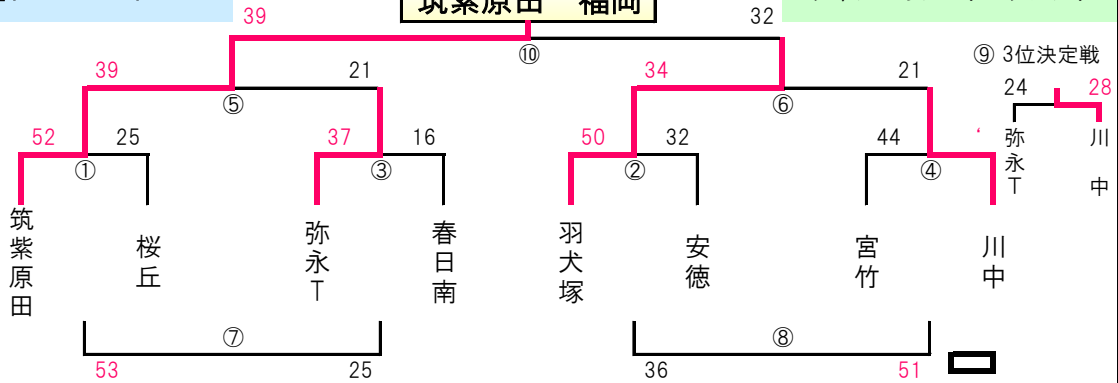 筑紫原田 福岡
39
32
⑩
⑨ 3位決定戦
39
21
34
21
24
28
⑤
⑥
52
25
37
16
50
32
44
弥永T
川中
①
③
②
④
筑紫原田
桜丘
弥永T
春日南
羽犬塚
安徳
宮竹
川中
⑦
⑧
53
25
36
51